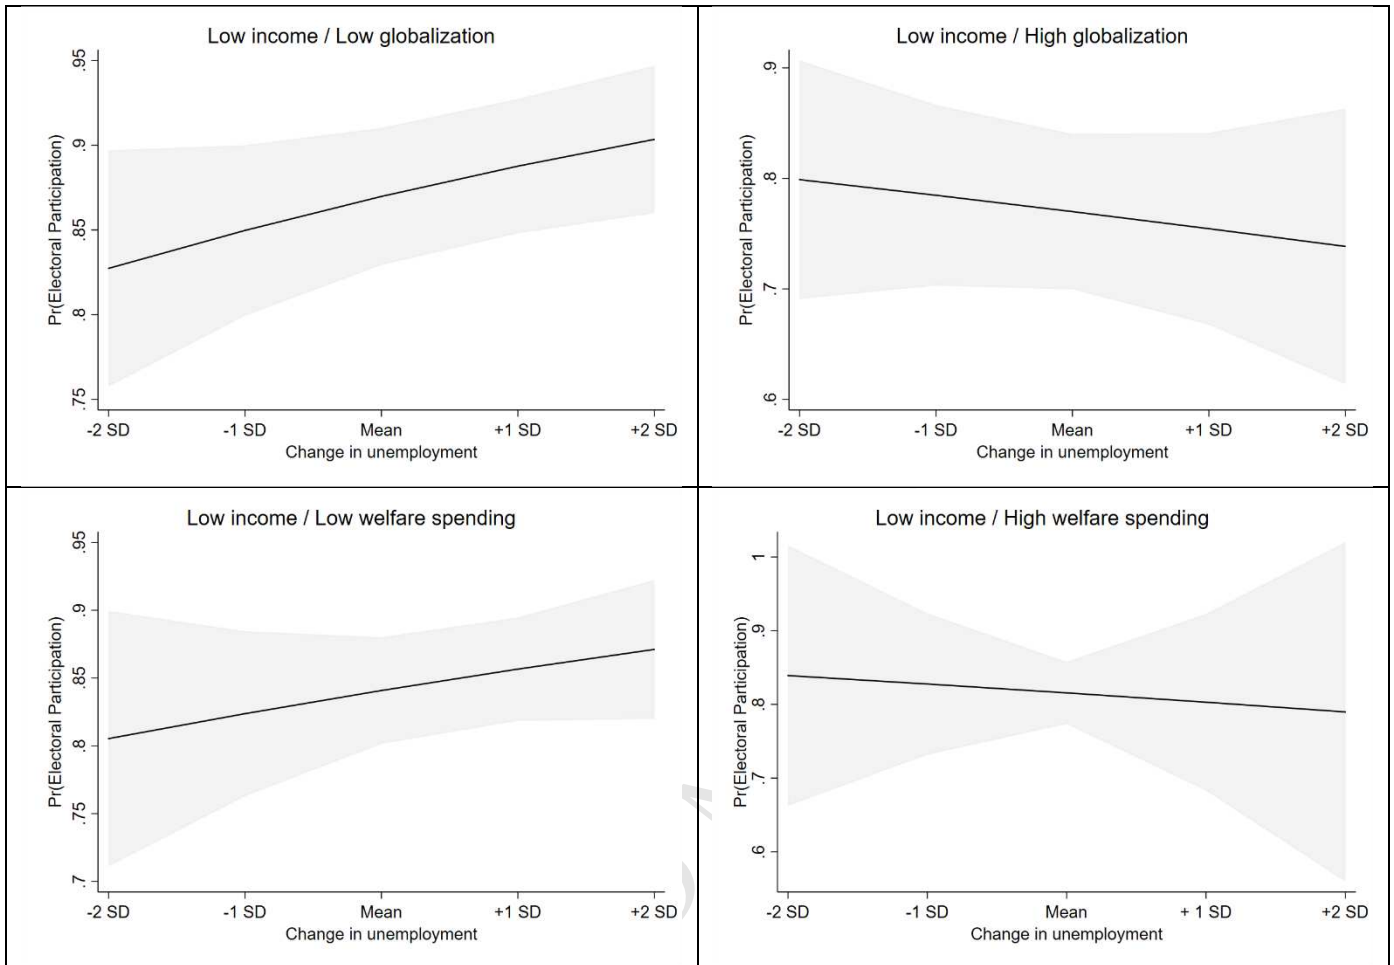 Low income / Low globalization
Pr(Electoral Participation)
.95
.9
.85
.8
.75
-2 SD -1 SD Mean +1 SD +2 SD
Change in unemployment
Low income / High globalization
Pr(Electoral Participation)
.9
.8
.7
.6
-2 SD -1 SD Mean +1 SD +2 SD
Change in unemployment
Low income / Low welfare spending
Pr(Electoral Participation)
.95
.9
.85
.8
.75
.7
-2 SD -1 SD Mean +1 SD +2 SD
Change in unemployment
Low income / High welfare spending
Pr(Electoral Participation)
1
.9
.8
.7
.6
-2 SD -1 SD Mean + 1 SD +2 SD
Change in unemployment